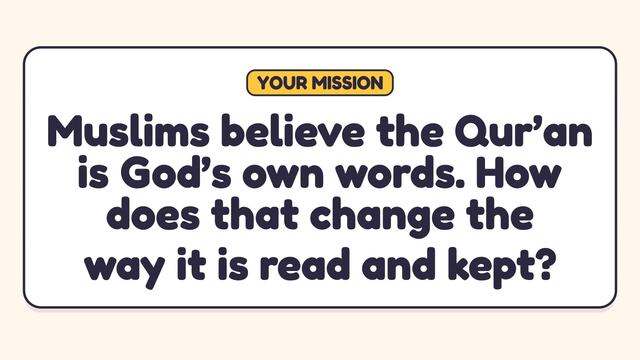 YOUR MISSION
Muslims believe the Qur’an
is God’s own words. How
does that change the
way it is read and kept?